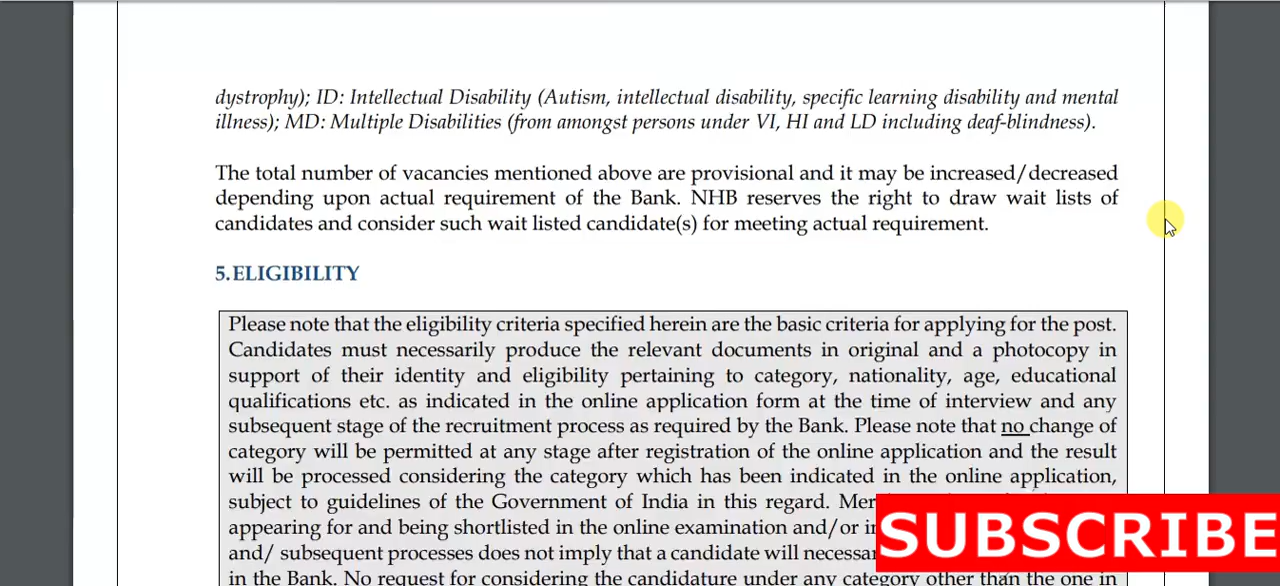 dystrophy); ID: Intellectual Disability (Autism, intellectual disability, specific learning disability and mental
illness); MD: Multiple Disabilities (from amongst persons under VI, HI and LD including deaf-blindness).
The total number of vacancies mentioned above are provisional and it may be increased/decreased
depending upon actual requirement of the Bank. NHB reserves the right to draw wait lists of
candidates and consider such wait listed candidate(s) for meeting actual requirement.
5.ELIGIBILITY
Please note that the eligibility criteria specified herein are the basic criteria for applying for the post.
Candidates must necessarily produce the relevant documents in original and a photocopy in
support of their identity and eligibility pertaining to category, nationality, age, educational
qualifications etc. as indicated in the online application form at the time of interview and any
subsequent stage of the recruitment process as required by the Bank. Please note that no change of
category will be permitted at any stage after registration of the online application and the result
will be processed considering the category which has been indicated in the online application,
subject to guidelines of the Government of India in this regard.
appearing for and being shortlisted in the online examination and/or
and/ subsequent processes does not imply that a candidate will
in the Bank. No request for considering the candidature under any category other than the one in
SUBSCRIBE